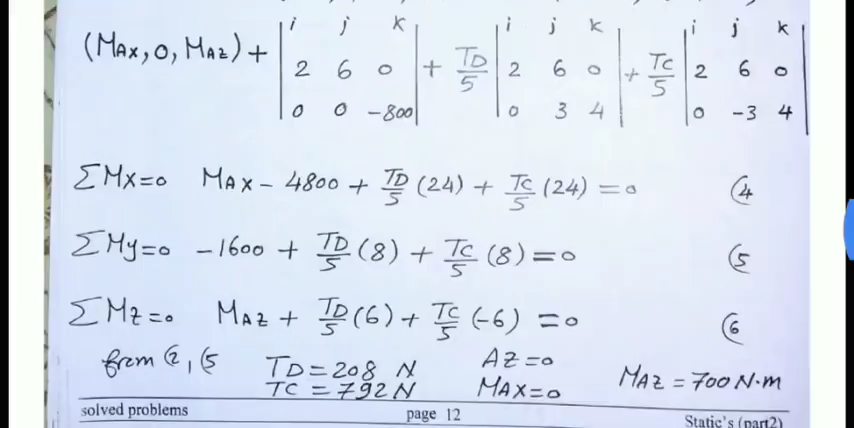 i j k i j k i j k
(MAx, 0, MAz) + | 2 6 0 | + TD/5 | 2 6 0 | + TC/5 | 2 6 0 |
0 0 -800 0 3 4 0 -3 4
ΣMx=0 MAx - 4800 + TD/5 (24) + TC/5 (24) = 0 (4
ΣMy=0 -1600 + TD/5 (8) + TC/5 (8) = 0 (5
ΣMz=0 MAz + TD/5 (6) + TC/5 (-6) = 0 (6
from (2, (5 TD = 208 N AZ = 0 MAZ = 700 N·m
TC = 792 N MAX = 0
solved problems page 12 Static's (part2)